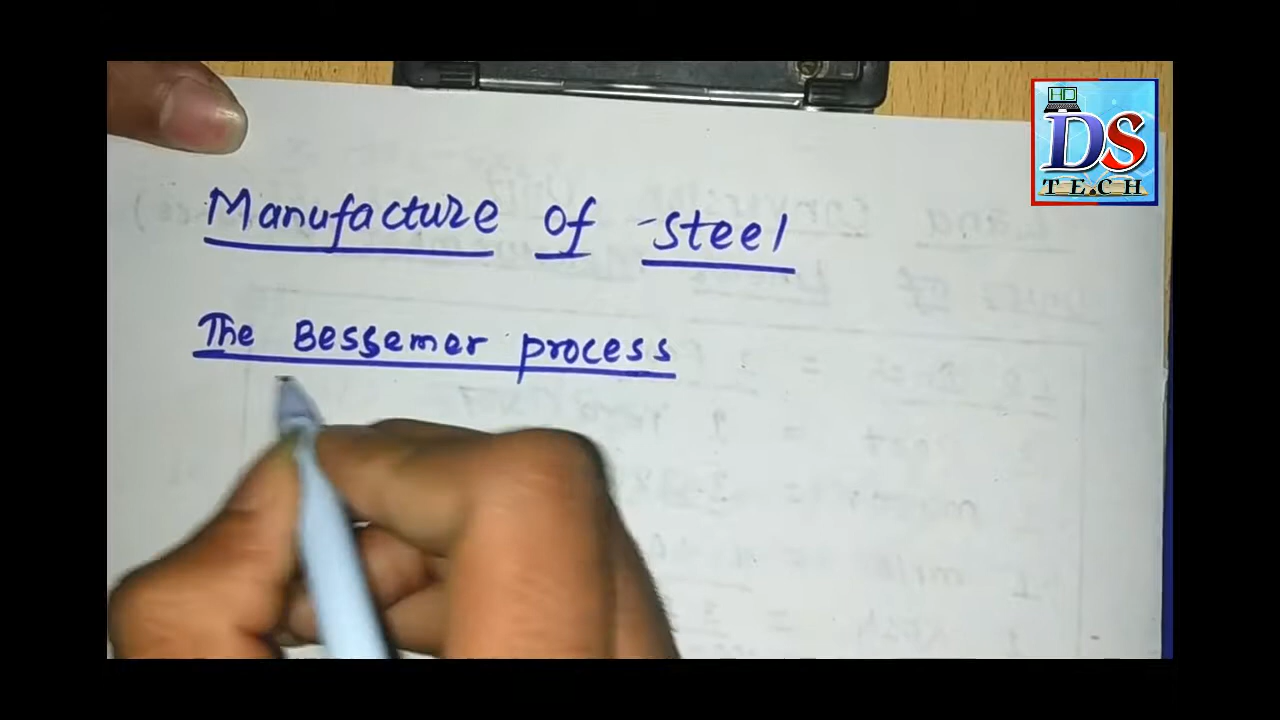 HD
DS
TECH
Manufacture of steel
The Bessemer process